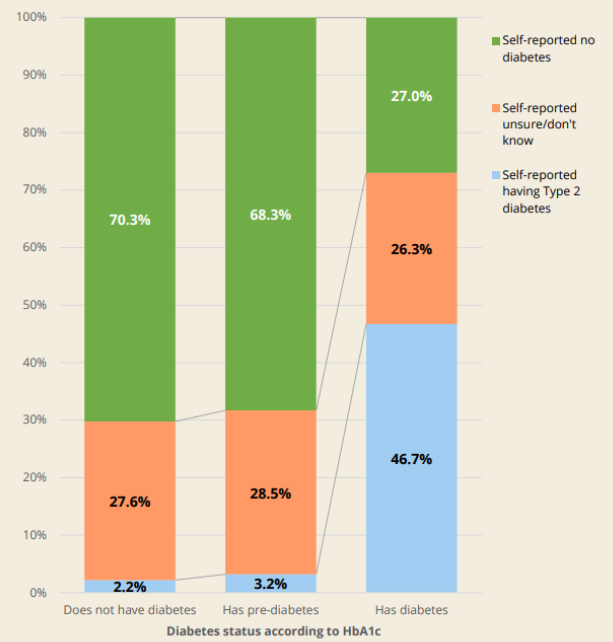 100%
90%
80%
70%
60%
50%
40%
30%
20%
10%
0%
70.3%
27.6%
2.2%
68.3%
28.5%
3.2%
27.0%
26.3%
46.7%
Self-reported no
diabetes
Self-reported
unsure/don't
know
Self-reported
having Type 2
diabetes
Does not have diabetes
Has pre-diabetes
Has diabetes
Diabetes status according to HbA1c